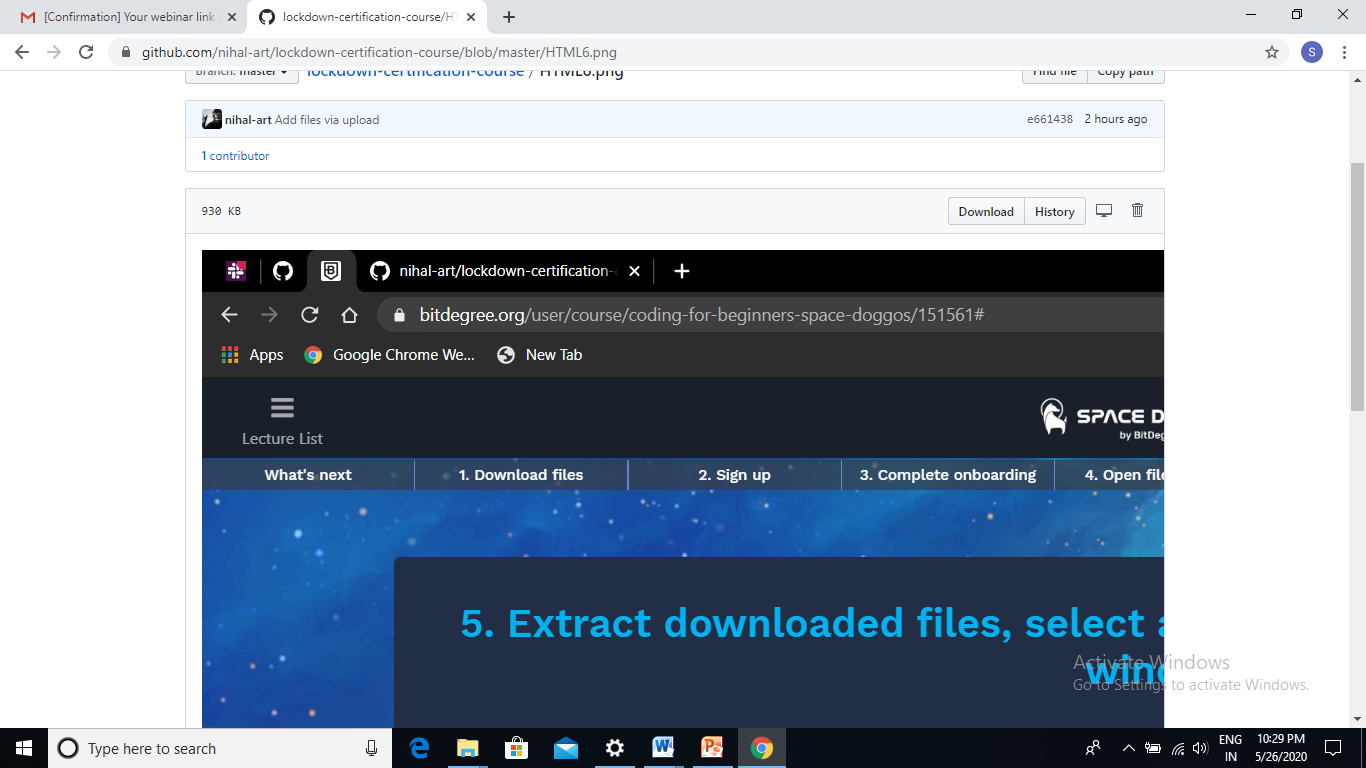 [Confirmation] Your webinar link
lockdown-certification-course/HT
github.com/nihal-art/lockdown-certification-course/blob/master/HTML6.png
S
Branch: master
lockdown-certification-course / HTML6.png
Find file
Copy path
nihal-art Add files via upload
e661438 2 hours ago
1 contributor
930 KB
Download
History
nihal-art/lockdown-certification-
bitdegree.org/user/course/coding-for-beginners-space-doggos/151561#
Apps
Google Chrome We...
New Tab
Lecture List
SPACE D
by BitDeg
What's next
1. Download files
2. Sign up
3. Complete onboarding
4. Open file
5. Extract downloaded files, select a
wind
Activate Windows
Go to Settings to activate Windows.
Type here to search
ENG
IN
10:29 PM
5/26/2020